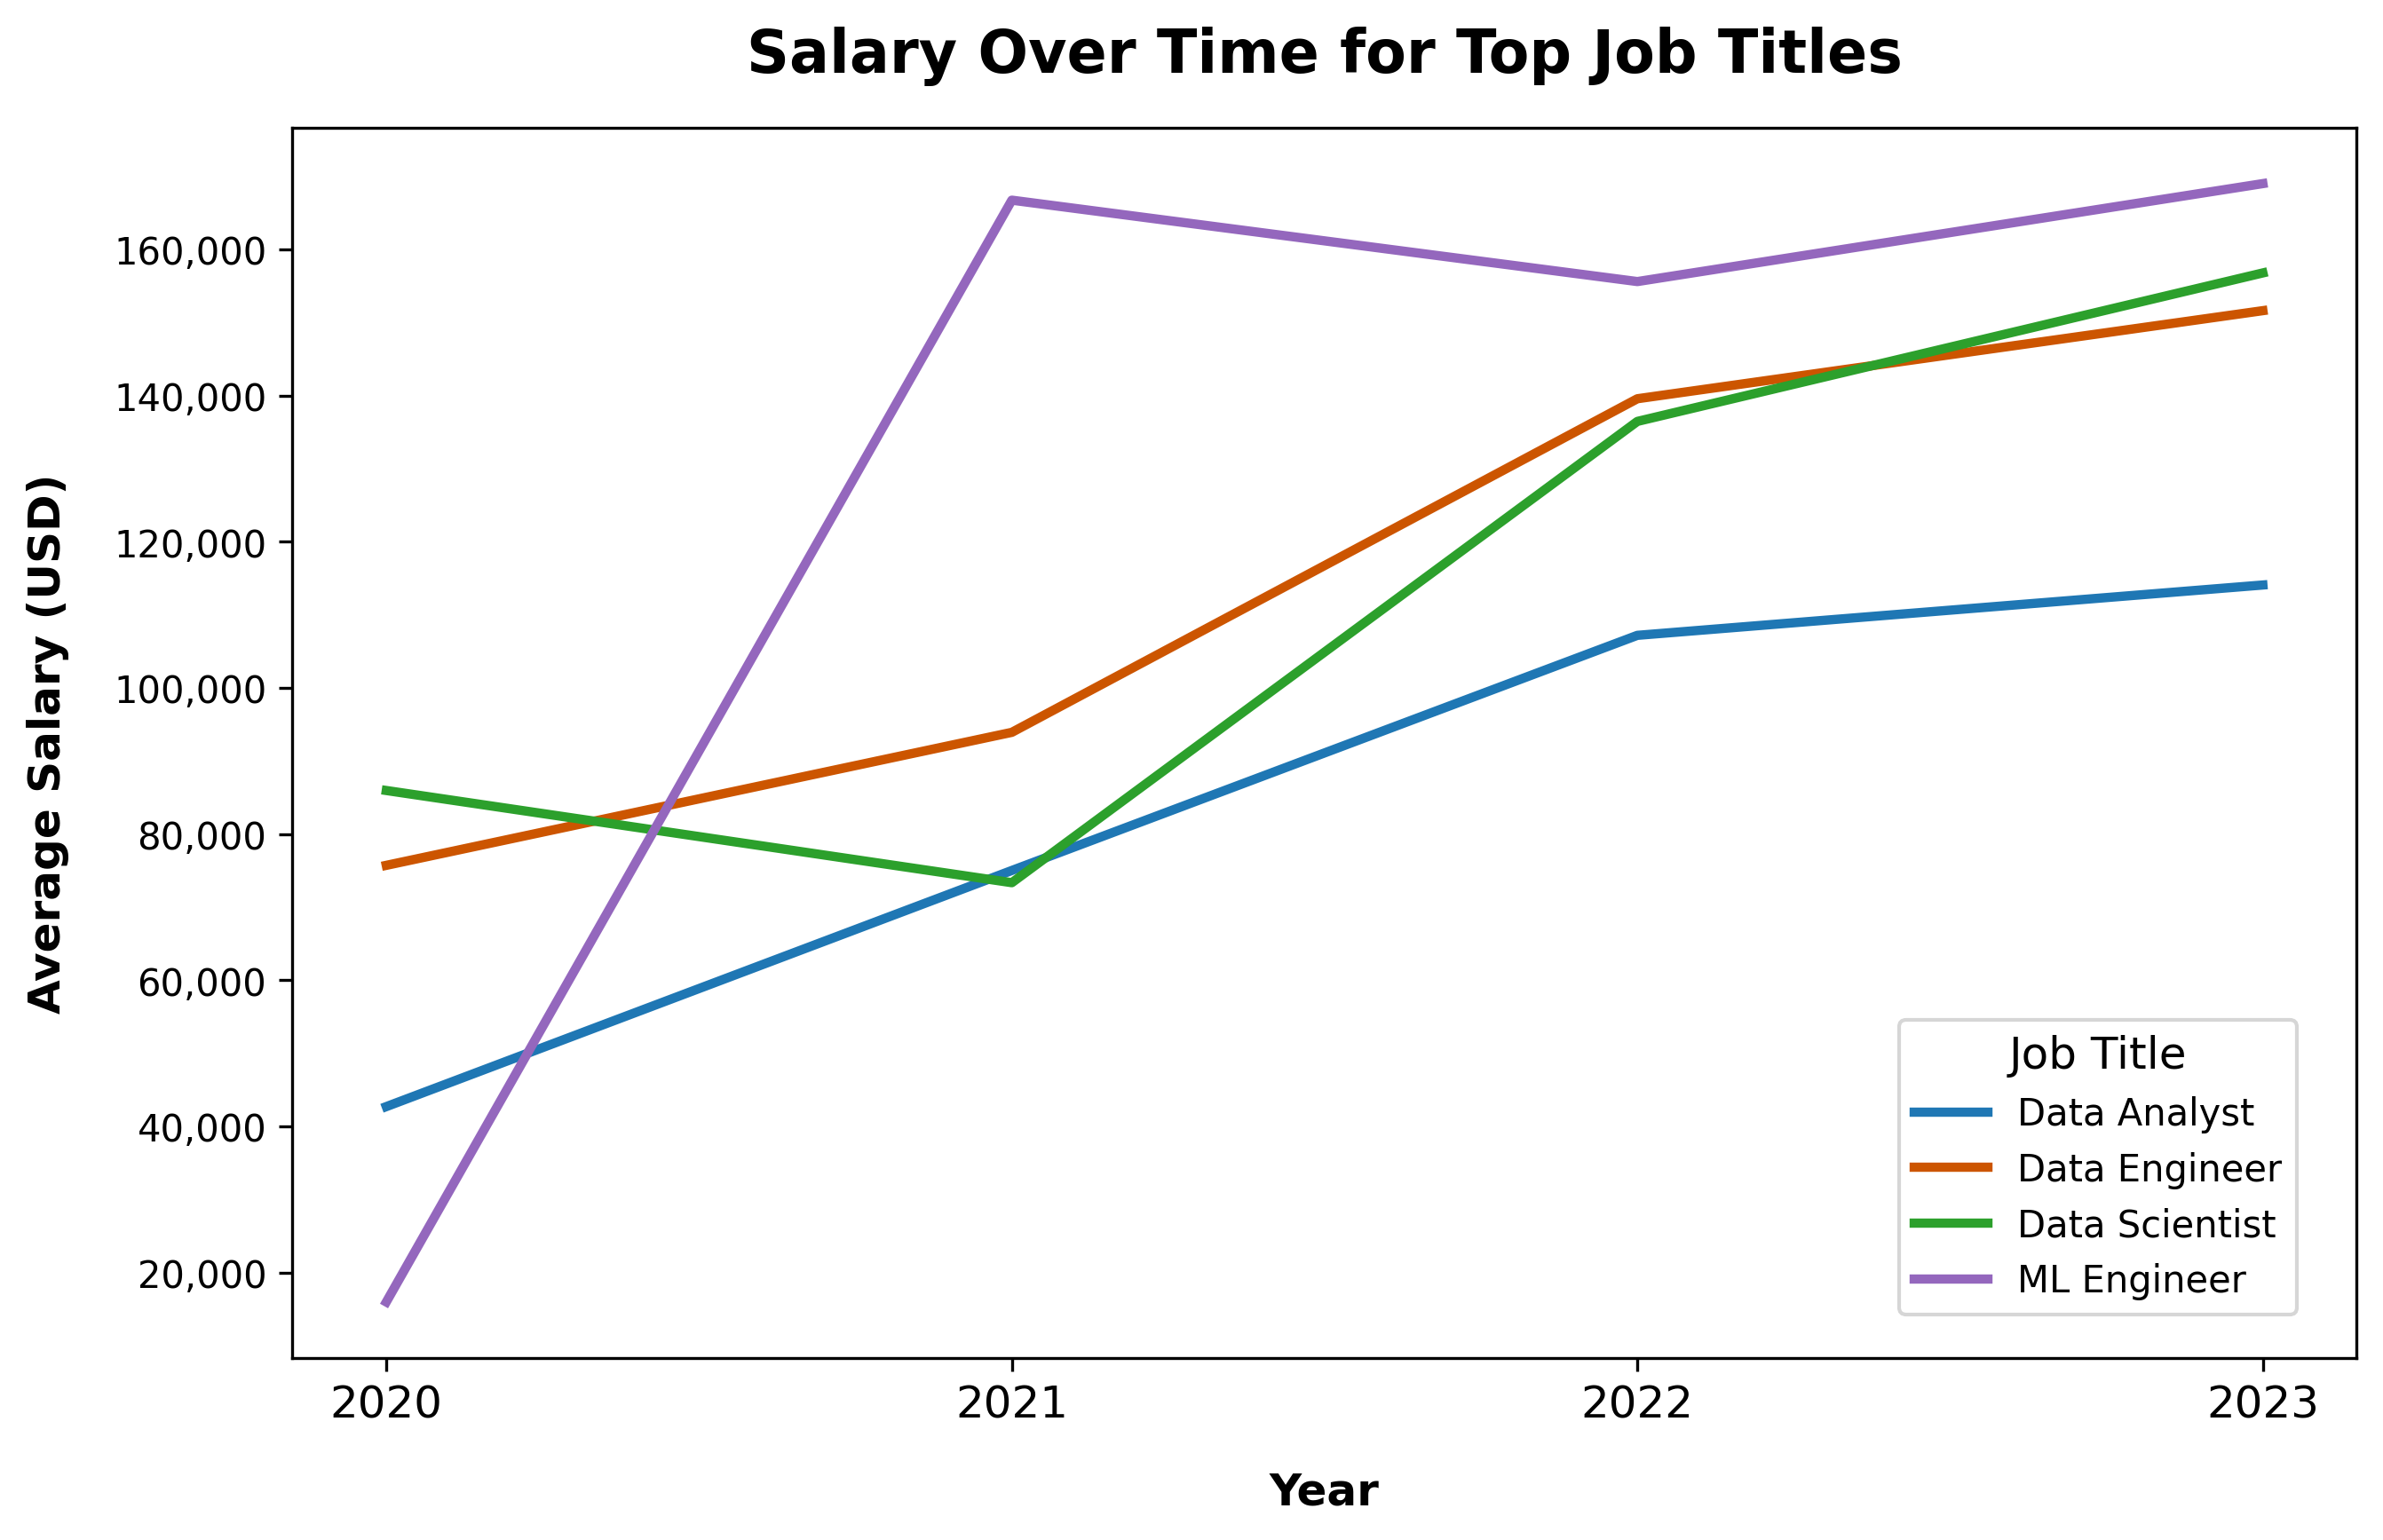 Salary Over Time for Top Job Titles
Average Salary (USD)
160,000
140,000
120,000
100,000
80,000
60,000
40,000
20,000
Job Title
Data Analyst
Data Engineer
Data Scientist
ML Engineer
2020 2021 2022 2023
Year